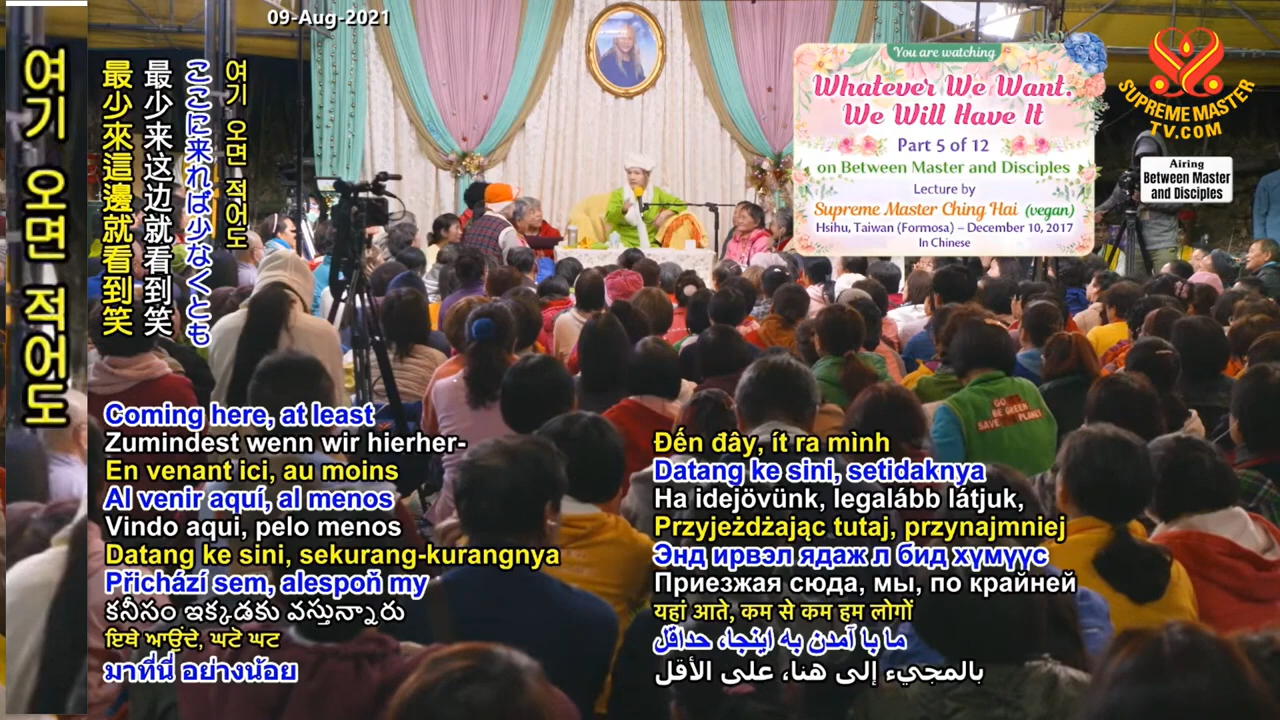 09-Aug-2021
You are watching
Whatever We Want,
We Will Have It
Part 5 of 12
on Between Master and Disciples
Lecture by
Supreme Master Ching Hai (vegan)
Hsihu, Taiwan (Formosa) – December 10, 2017
In Chinese
SUPREME MASTER
TV.COM
Airing
Between Master
and Disciples
여기 오면 적어도
最少來這邊就看到笑
最少来这边就看到笑
ここに来れば少なくとも
여기 오면 적어도
GO
BE GREEN
SAVE PLANET
Coming here, at least
Zumindest wenn wir hierher-
En venant ici, au moins
Al venir aquí, al menos
Vindo aqui, pelo menos
Datang ke sini, sekurang-kurangnya
Přichází sem, alespoň my
కనీసం ఇక్కడకు వస్తున్నారు
ਇਥੇ ਆਉਂਦੇ, ਘਟੋ ਘਟ
มาที่นี่ อย่างน้อย
Đến đây, ít ra mình
Datang ke sini, setidaknya
Ha idejövünk, legalább látjuk,
Przyjeżdżając tutaj, przynajmniej
Энд ирвэл ядаж л бид хүмүүс
Приезжая сюда, мы, по крайней
यहां आते, कम से कम हम लोगों
ما با آمدن به اینجا، حداقل
بالمجيء إلى هنا، على الأقل